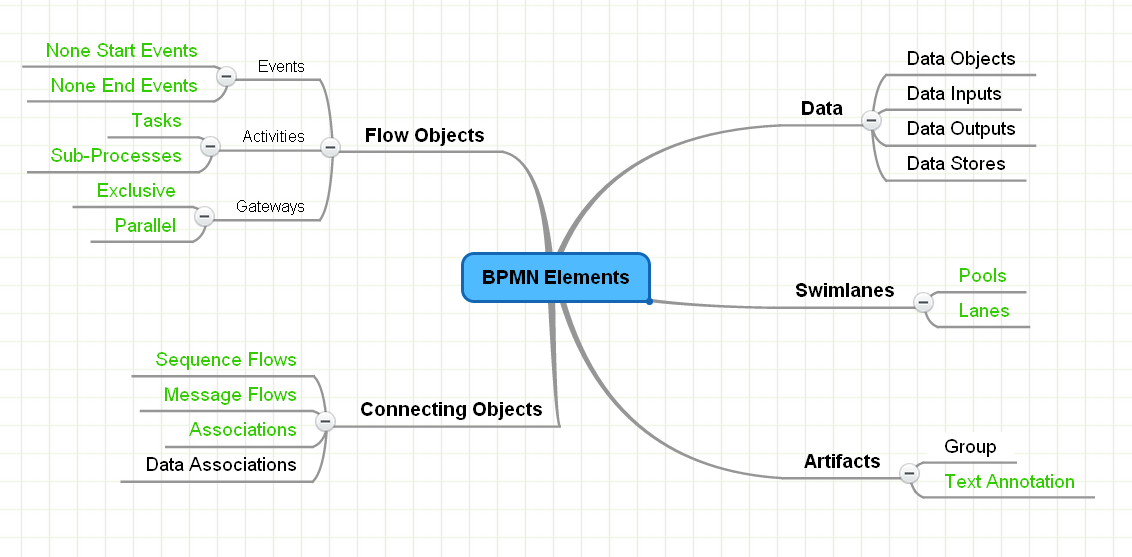 None Start Events
Events
None End Events
Tasks
Activities
Sub-Processes
Flow Objects
Exclusive
Gateways
Parallel
Data
Data Objects
Data Inputs
Data Outputs
Data Stores
BPMN Elements
Swimlanes
Pools
Lanes
Sequence Flows
Message Flows
Connecting Objects
Associations
Data Associations
Artifacts
Group
Text Annotation